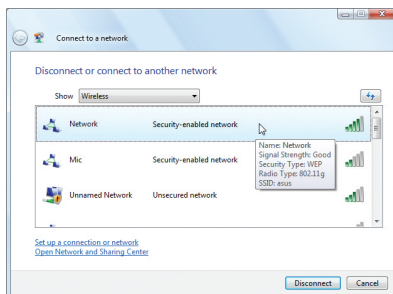 Connect to a network
Disconnect or connect to another network
Show Wireless
Network Security-enabled network
Mic Security-enabled network
Unnamed Network Unsecured network
Name: Network
Signal Strength: Good
Security Type: WEP
Radio Type: 802.11g
SSID: asus
Set up a connection or network
Open Network and Sharing Center
Disconnect Cancel